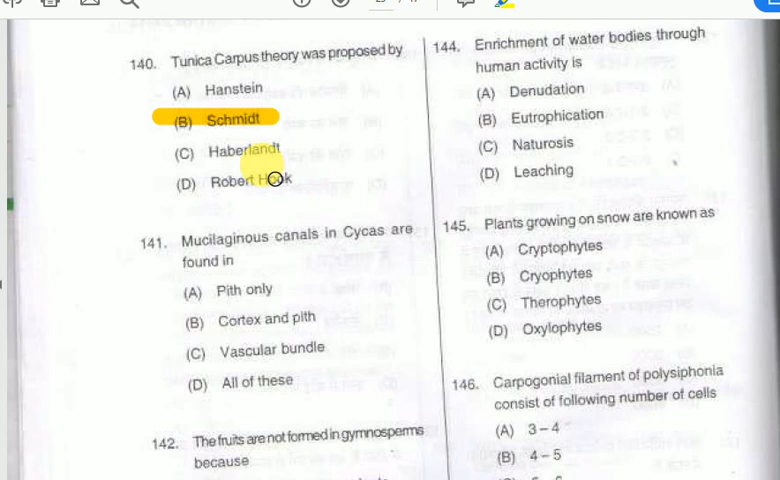 140. Tunica Carpus theory was proposed by
(A) Hanstein
(B) Schmidt
(C) Haberlandt
(D) Robert Hook
141. Mucilaginous canals in Cycas are
found in
(A) Pith only
(B) Cortex and pith
(C) Vascular bundle
(D) All of these
142. The fruits are not formed in gymnosperms
because
144. Enrichment of water bodies through
human activity is
(A) Denudation
(B) Eutrophication
(C) Naturosis
(D) Leaching
145. Plants growing on snow are known as
(A) Cryptophytes
(B) Cryophytes
(C) Therophytes
(D) Oxylophytes
146. Carpogonial filament of polysiphonia
consist of following number of cells
(A) 3 – 4
(B) 4 – 5